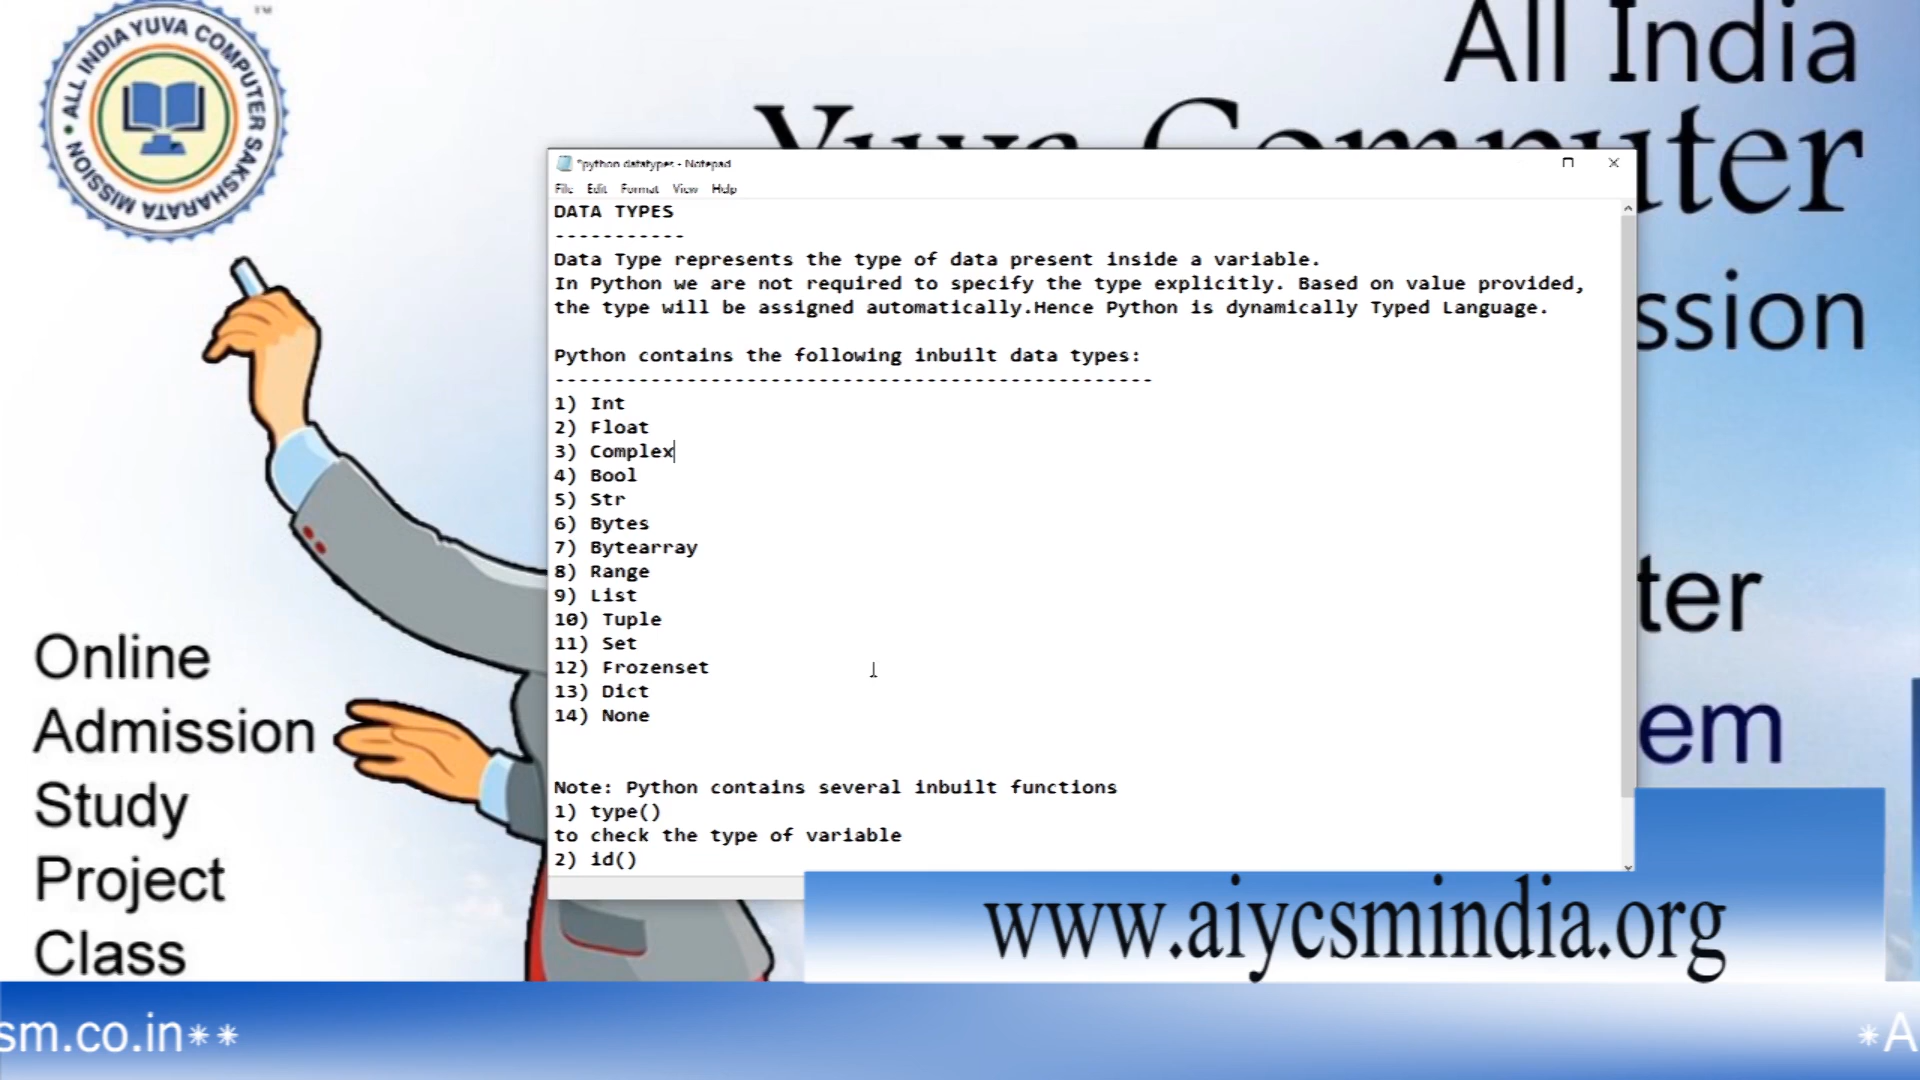 ALL INDIA YUVA COMPUTER SAKSHARATA MISSION
TM
All India
Yuva Computer
ssion
ter
em
*python datatypes - Notepad
File Edit Format View Help
DATA TYPES
-----------
Data Type represents the type of data present inside a variable.
In Python we are not required to specify the type explicitly. Based on value provided,
the type will be assigned automatically.Hence Python is dynamically Typed Language.
Python contains the following inbuilt data types:
--------------------------------------------------
1) Int
2) Float
3) Complex
4) Bool
5) Str
6) Bytes
7) Bytearray
8) Range
9) List
10) Tuple
11) Set
12) Frozenset
13) Dict
14) None
Note: Python contains several inbuilt functions
1) type()
to check the type of variable
2) id()
Online
Admission
Study
Project
Class
www.aiycsmindia.org
sm.co.in**
*A